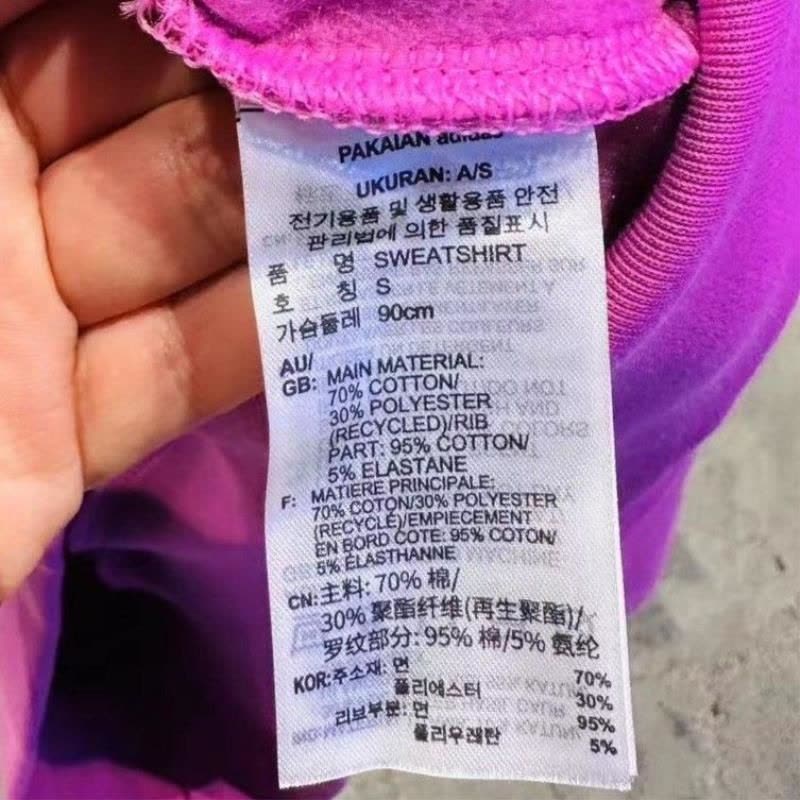 PAKAIAN adidas
UKURAN: A/S
전기용품 및 생활용품 안전
관리법에 의한 품질표시
품 명 SWEATSHIRT
호 칭 S
가슴둘레 90cm
AU/
GB: MAIN MATERIAL:
70% COTTON/
30% POLYESTER
(RECYCLED)/RIB
PART: 95% COTTON/
5% ELASTANE
F: MATIERE PRINCIPALE:
70% COTON/30% POLYESTER
(RECYCLÉ)/EMPIECEMENT
EN BORD COTE: 95% COTON/
5% ÉLASTHANNE
CN: 主料: 70% 棉/
30% 聚酯纤维(再生聚酯)/
罗纹部分: 95% 棉/5% 氨纶
KOR: 주소재: 면 70%
폴리에스터 30%
리브부문: 면 95%
폴리우레탄 5%